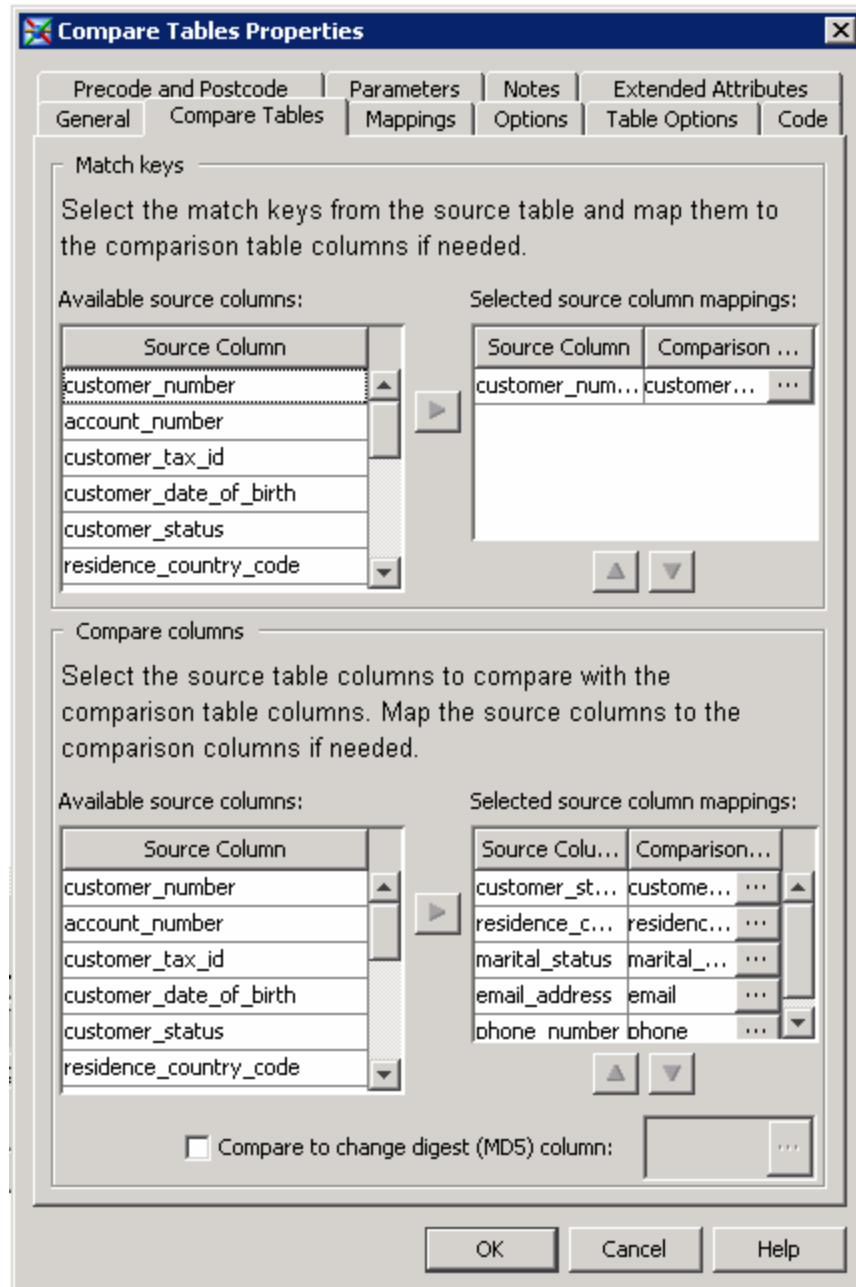 Compare Tables Properties
Precode and Postcode Parameters Notes Extended Attributes
General Compare Tables Mappings Options Table Options Code
Match keys
Select the match keys from the source table and map them to
the comparison table columns if needed.
Available source columns: Selected source column mappings:
Source Column Source Column Comparison ...
customer_number customer_num... customer... ...
account_number
customer_tax_id
customer_date_of_birth
customer_status
residence_country_code
Compare columns
Select the source table columns to compare with the
comparison table columns. Map the source columns to the
comparison columns if needed.
Available source columns: Selected source column mappings:
Source Column Source Colu... Comparison...
customer_number customer_st... custome... ...
account_number residence_c... residenc... ...
customer_tax_id marital_status marital_... ...
customer_date_of_birth email_address email ...
customer_status phone_number phone ...
residence_country_code
Compare to change digest (MD5) column: ...
OK Cancel Help